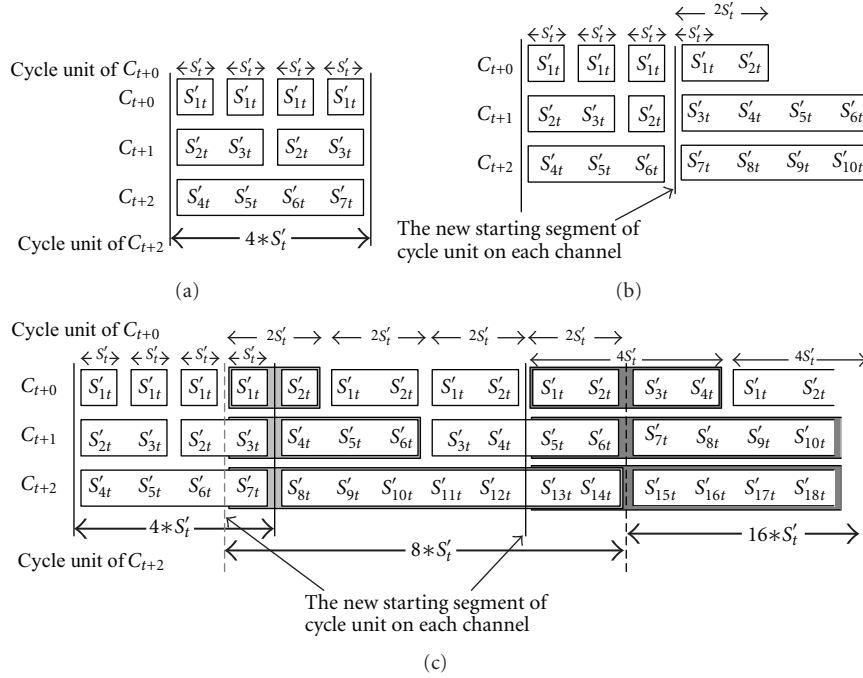 Cycle unit of C_{t+0}
S'_t S'_t S'_t S'_t
C_{t+0} S'_{1t} S'_{1t} S'_{1t} S'_{1t}
C_{t+1} S'_{2t} S'_{3t} S'_{2t} S'_{3t}
C_{t+2} S'_{4t} S'_{5t} S'_{6t} S'_{7t}
Cycle unit of C_{t+2} 4*S'_t
(a)
2S'_t
S'_t S'_t S'_t S'_t
C_{t+0} S'_{1t} S'_{1t} S'_{1t} S'_{1t} S'_{2t}
C_{t+1} S'_{2t} S'_{3t} S'_{2t} S'_{3t} S'_{4t} S'_{5t} S'_{6t}
C_{t+2} S'_{4t} S'_{5t} S'_{6t} S'_{7t} S'_{8t} S'_{9t} S'_{10t}
The new starting segment of
cycle unit on each channel
(b)
Cycle unit of C_{t+0}
2S'_t 2S'_t 2S'_t 2S'_t
S'_t S'_t S'_t S'_t 4S'_t 4S'_t
C_{t+0} S'_{1t} S'_{1t} S'_{1t} S'_{1t} S'_{2t} S'_{1t} S'_{2t} S'_{1t} S'_{2t} S'_{1t} S'_{2t} S'_{3t} S'_{4t} S'_{1t} S'_{2t}
C_{t+1} S'_{2t} S'_{3t} S'_{2t} S'_{3t} S'_{4t} S'_{5t} S'_{6t} S'_{3t} S'_{4t} S'_{5t} S'_{6t} S'_{7t} S'_{8t} S'_{9t} S'_{10t}
C_{t+2} S'_{4t} S'_{5t} S'_{6t} S'_{7t} S'_{8t} S'_{9t} S'_{10t} S'_{11t} S'_{12t} S'_{13t} S'_{14t} S'_{15t} S'_{16t} S'_{17t} S'_{18t}
4*S'_t 8*S'_t 16*S'_t
Cycle unit of C_{t+2}
The new starting segment of
cycle unit on each channel
(c)